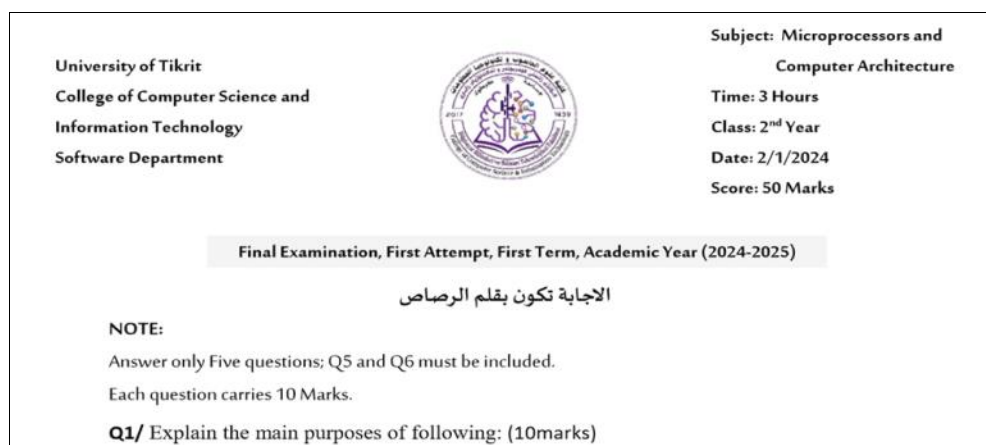 University of Tikrit
College of Computer Science and
Information Technology
Software Department
2017
1439
Subject: Microprocessors and
Computer Architecture
Time: 3 Hours
Class: 2nd Year
Date: 2/1/2024
Score: 50 Marks
Final Examination, First Attempt, First Term, Academic Year (2024-2025)
الاجابة تكون بقلم الرصاص
NOTE:
Answer only Five questions; Q5 and Q6 must be included.
Each question carries 10 Marks.
Q1/ Explain the main purposes of following: (10marks)